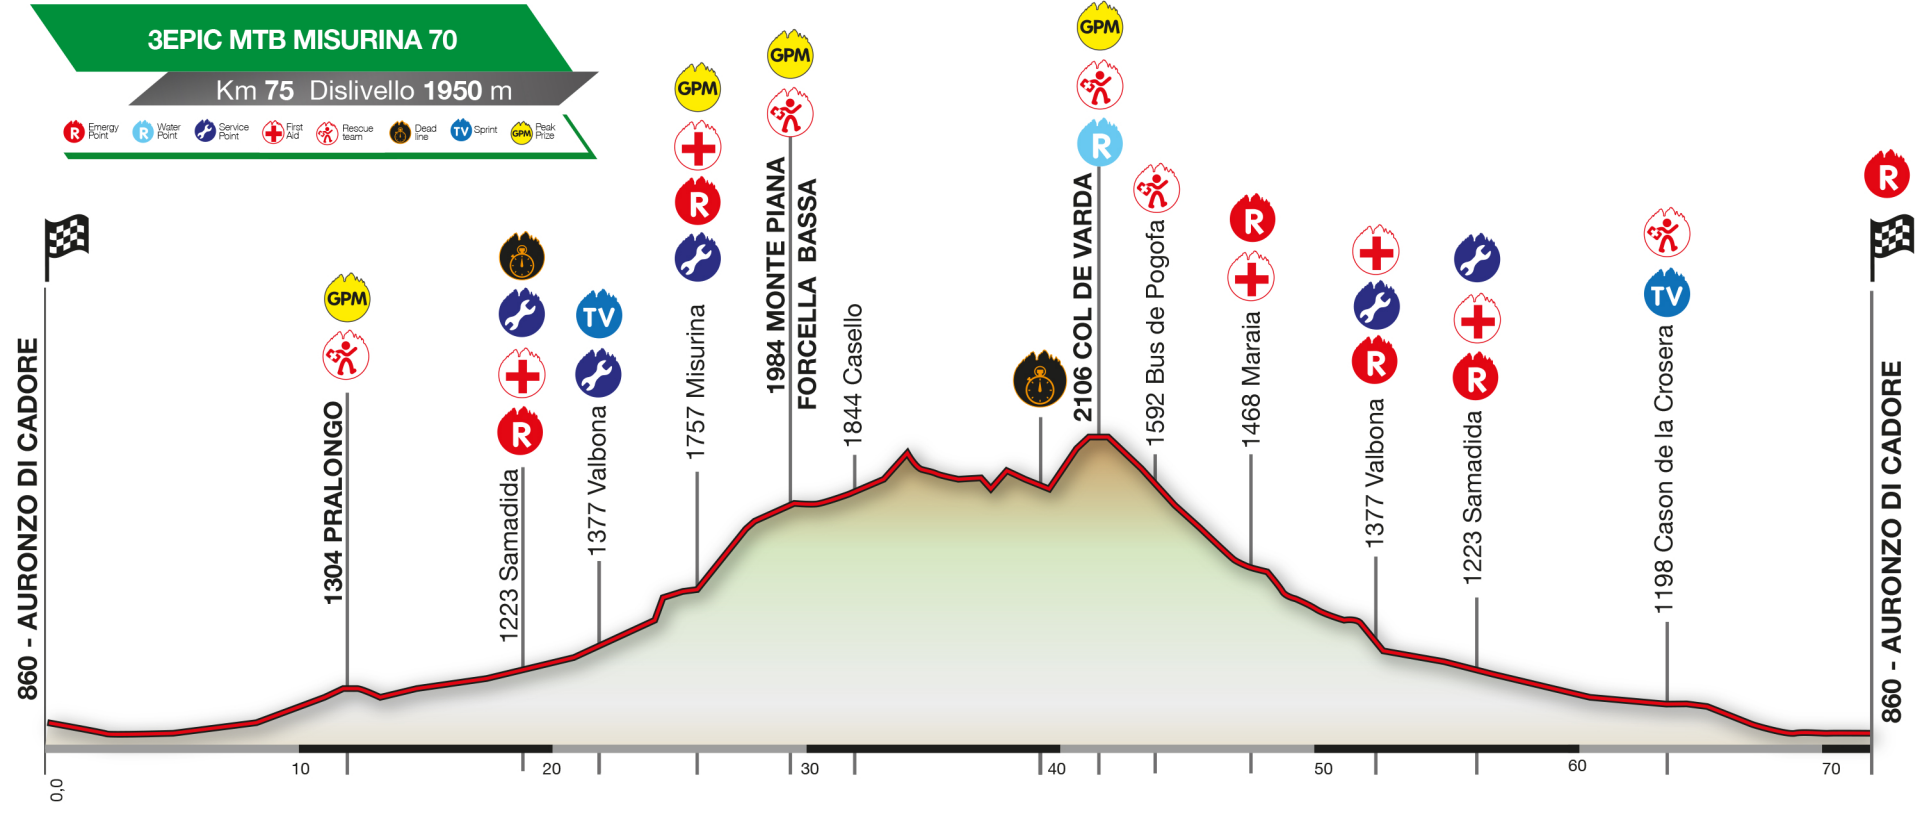 3EPIC MTB MISURINA 70
Km 75 Dislivello 1950 m
R Energy Point
R Water Point
Service Point
First Aid
Rescue team
Dead line
TV Sprint
GPM Peak Prize
860 - AURONZO DI CADORE
GPM
1304 PRALONGO
R
1223 Samadida
TV
1377 Valbona
GPM
R
1757 Misurina
GPM
1984 MONTE PIANA
FORCELLA BASSA
1844 Casello
GPM
R
2106 COL DE VARDA
1592 Bus de Pogofa
R
1468 Maraia
R
1377 Valbona
R
1223 Samadida
TV
1198 Cason de la Crosera
R
860 - AURONZO DI CADORE
0,0
10
20
30
40
50
60
70